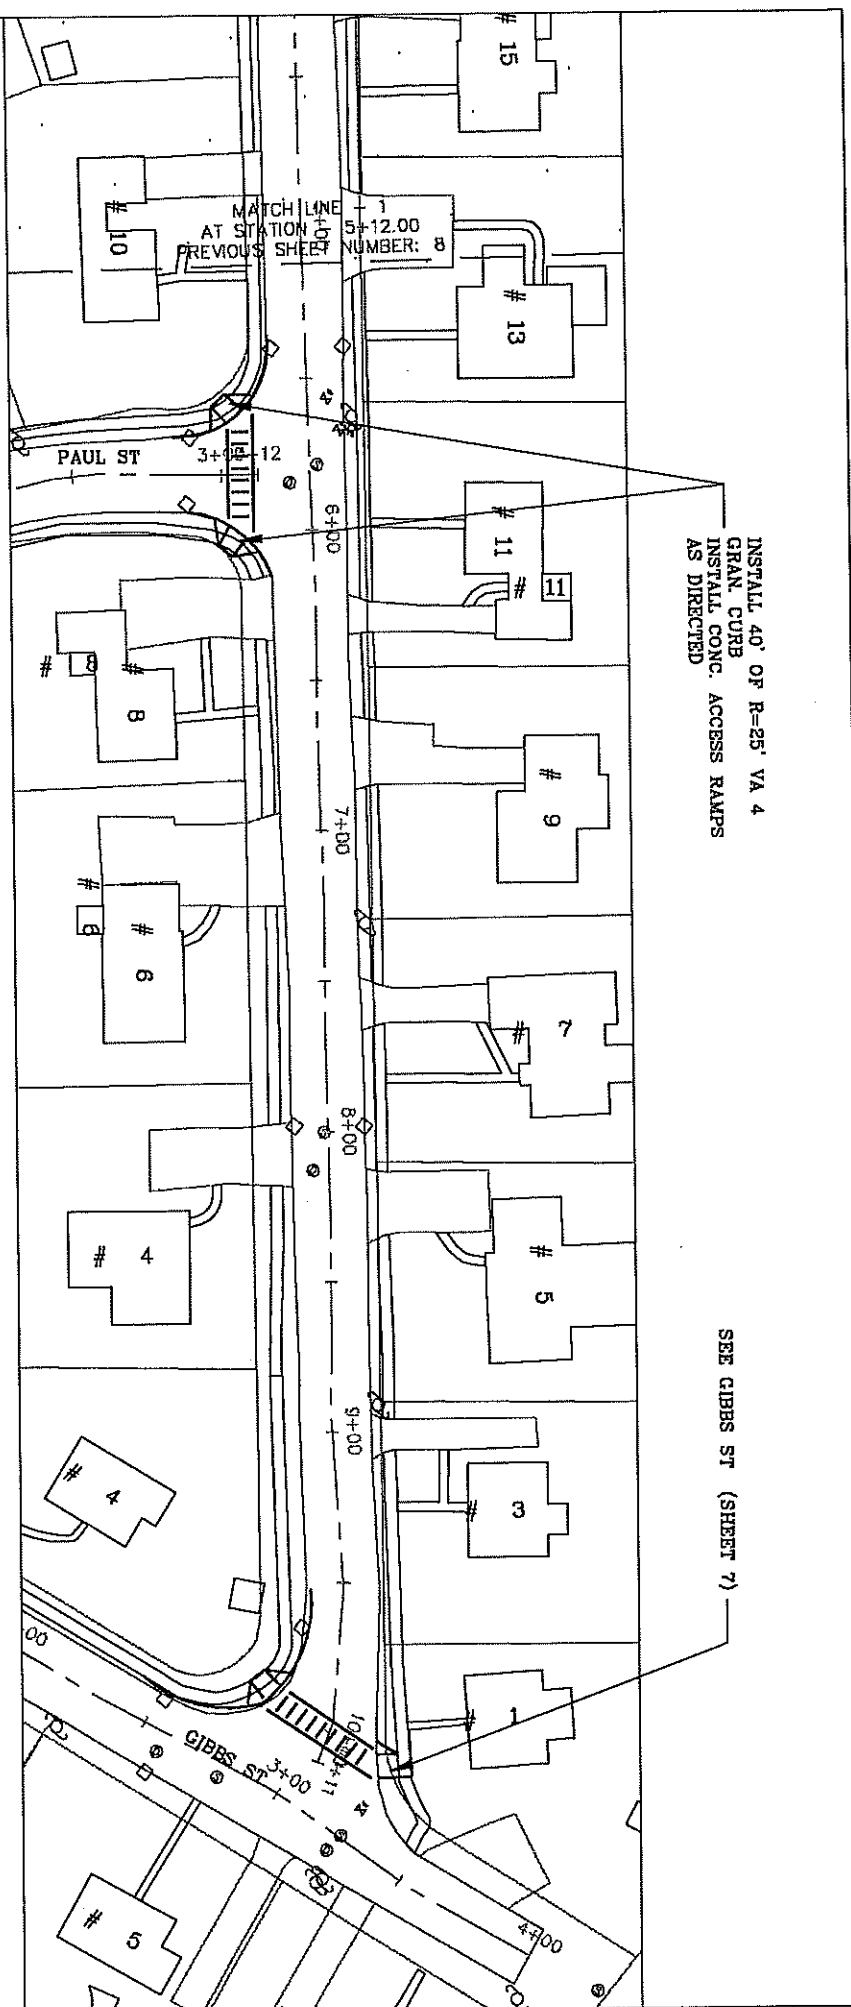 # 15
MATCH LINE - 1
AT STATION 5+12.00
PREVIOUS SHEET NUMBER: 8
# 10
# 13
PAUL ST
3+
12
6+00
# 11
# 11
INSTALL 40' OF R=25' VA 4
GRAN. CURB
INSTALL CONC. ACCESS RAMPS
AS DIRECTED
# 8
# 8
# 9
7+00
# 6
# 6
# 7
8+00
# 4
# 5
SEE GIBBS ST (SHEET 7)
9+00
# 4
# 3
# 1
GIBBS ST
3+00
4+00
# 5